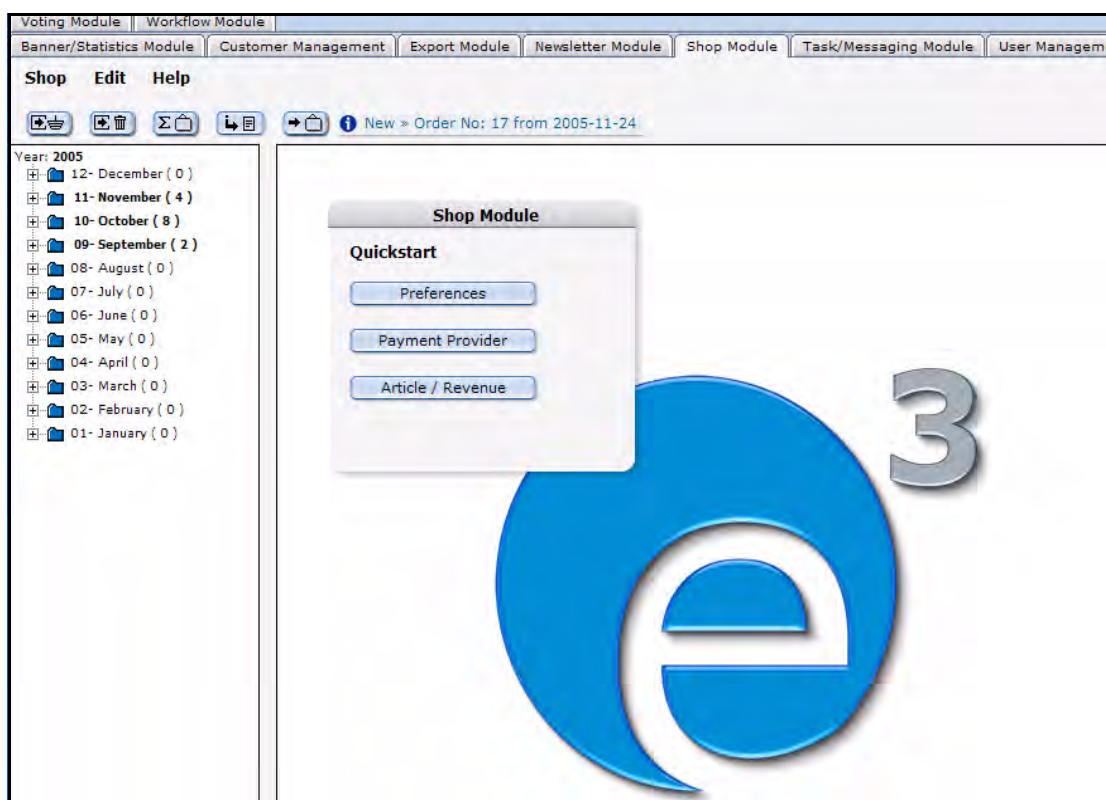 Voting Module Workflow Module
Banner/Statistics Module Customer Management Export Module Newsletter Module Shop Module Task/Messaging Module User Managem
Shop Edit Help
New » Order No: 17 from 2005-11-24
Year: 2005
12- December ( 0 )
11- November ( 4 )
10- October ( 8 )
09- September ( 2 )
08- August ( 0 )
07- July ( 0 )
06- June ( 0 )
05- May ( 0 )
04- April ( 0 )
03- March ( 0 )
02- February ( 0 )
01- January ( 0 )
Shop Module
Quickstart
Preferences
Payment Provider
Article / Revenue
e 3